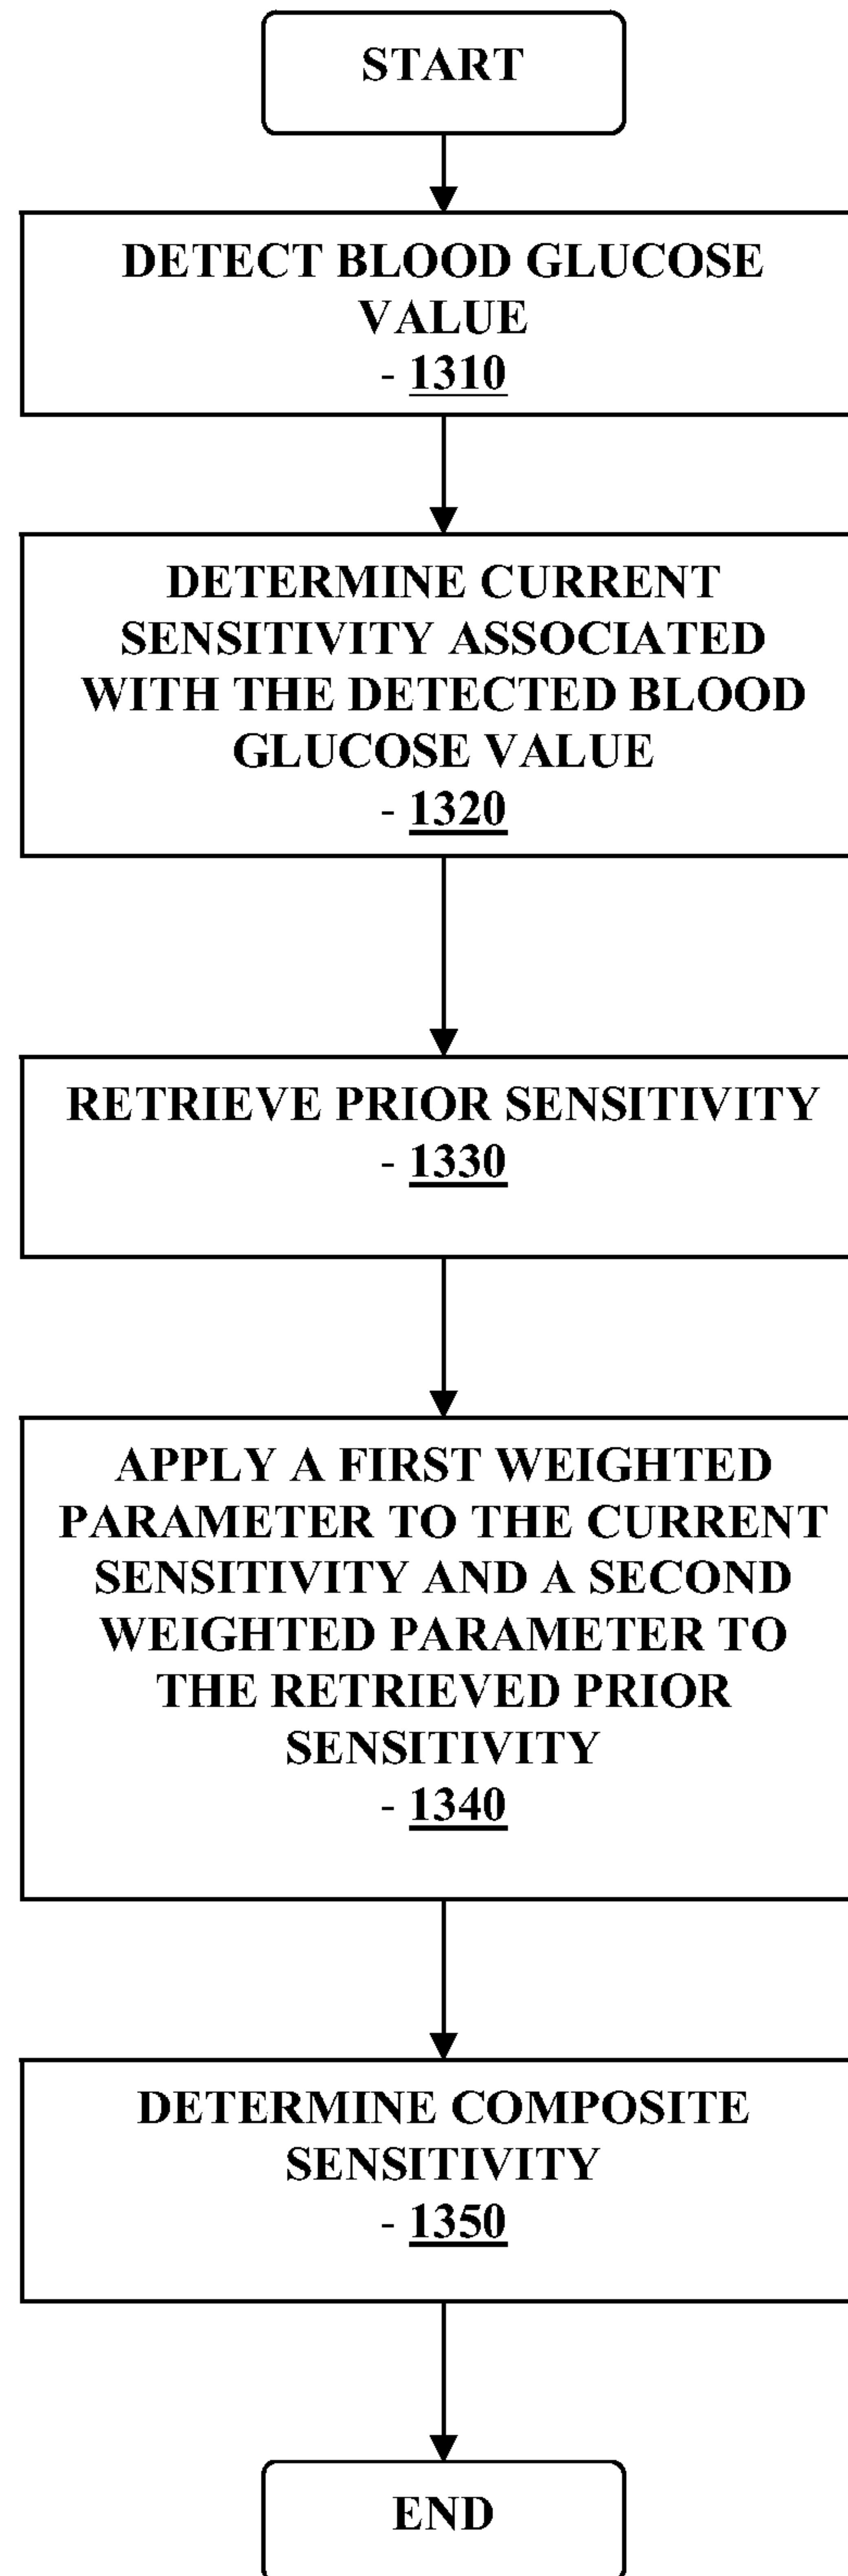 START
DETECT BLOOD GLUCOSE
VALUE
- 1310
DETERMINE CURRENT
SENSITIVITY ASSOCIATED
WITH THE DETECTED BLOOD
GLUCOSE VALUE
- 1320
RETRIEVE PRIOR SENSITIVITY
- 1330
APPLY A FIRST WEIGHTED
PARAMETER TO THE CURRENT
SENSITIVITY AND A SECOND
WEIGHTED PARAMETER TO
THE RETRIEVED PRIOR
SENSITIVITY
- 1340
DETERMINE COMPOSITE
SENSITIVITY
- 1350
END